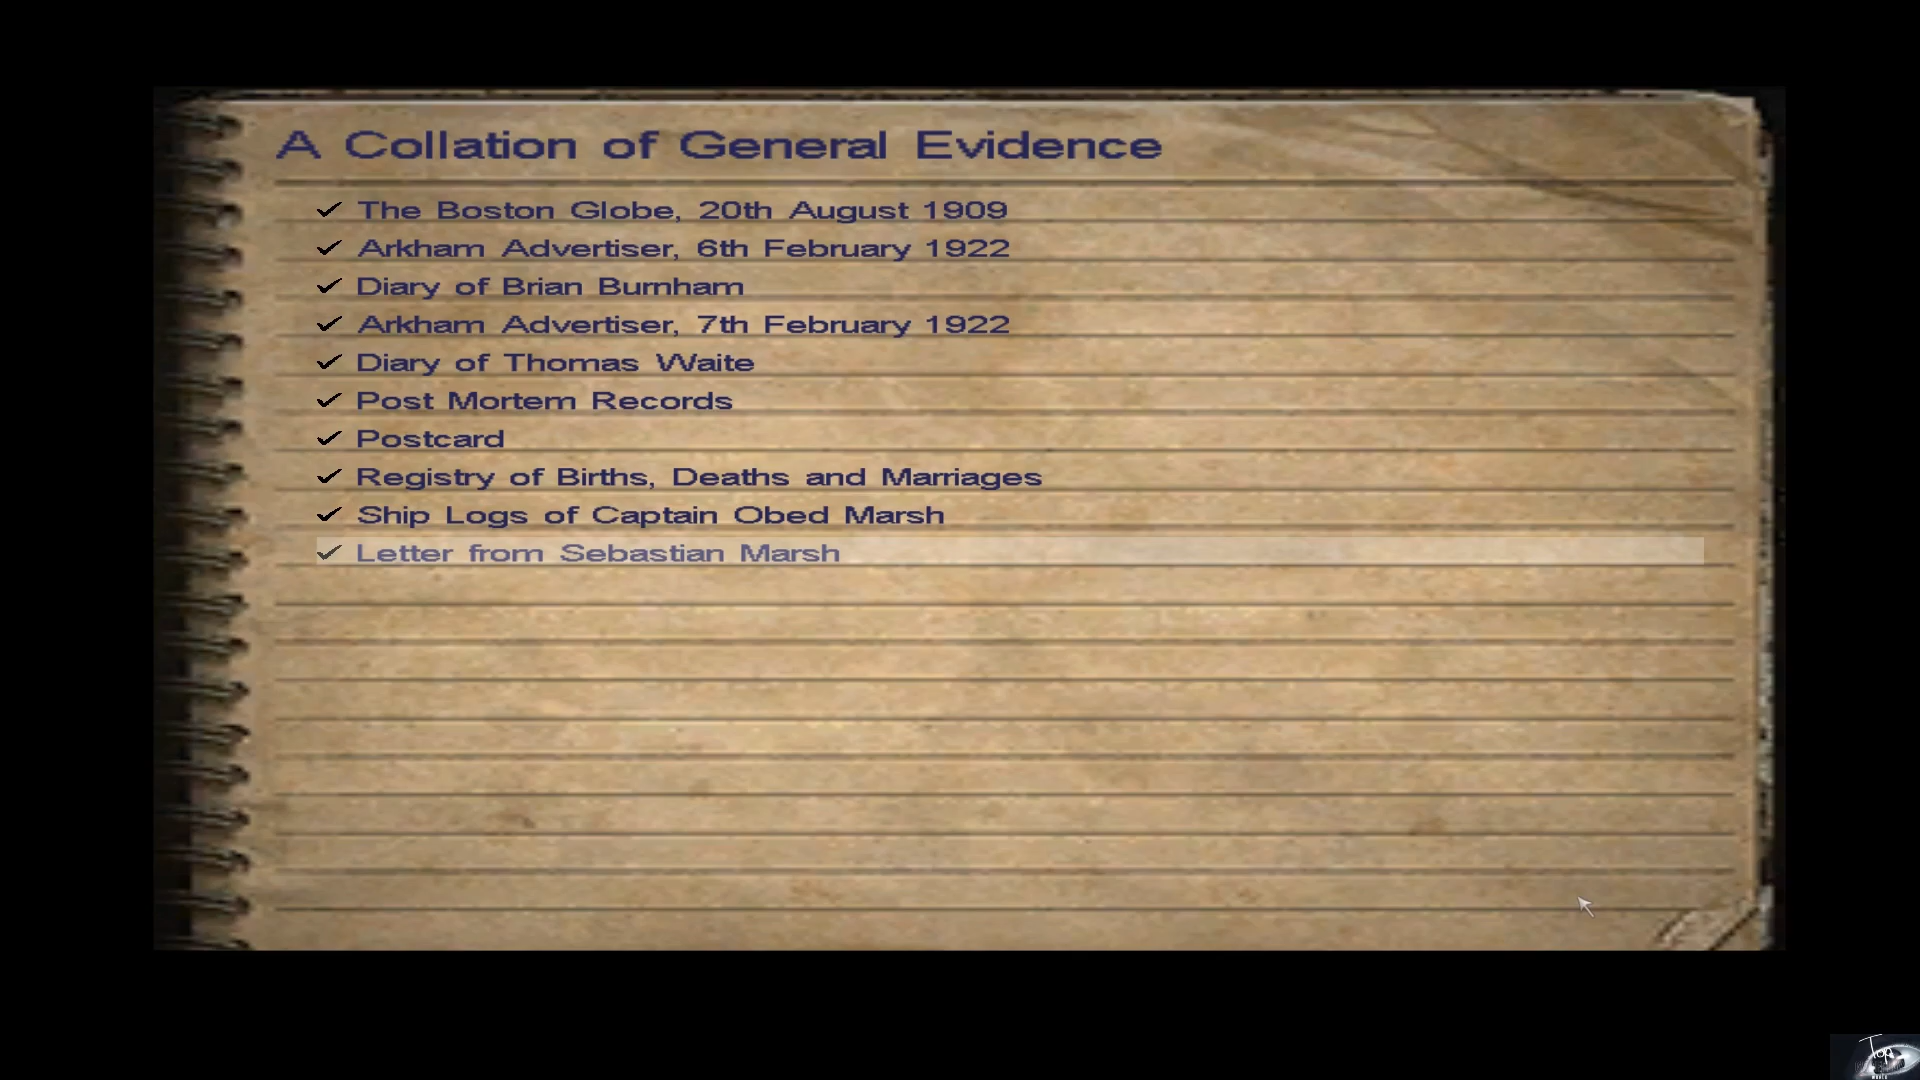 A Collation of General Evidence
The Boston Globe, 20th August 1909
Arkham Advertiser, 6th February 1922
Diary of Brian Burnham
Arkham Advertiser, 7th February 1922
Diary of Thomas Waite
Post Mortem Records
Postcard
Registry of Births, Deaths and Marriages
Ship Logs of Captain Obed Marsh
Letter from Sebastian Marsh
Top